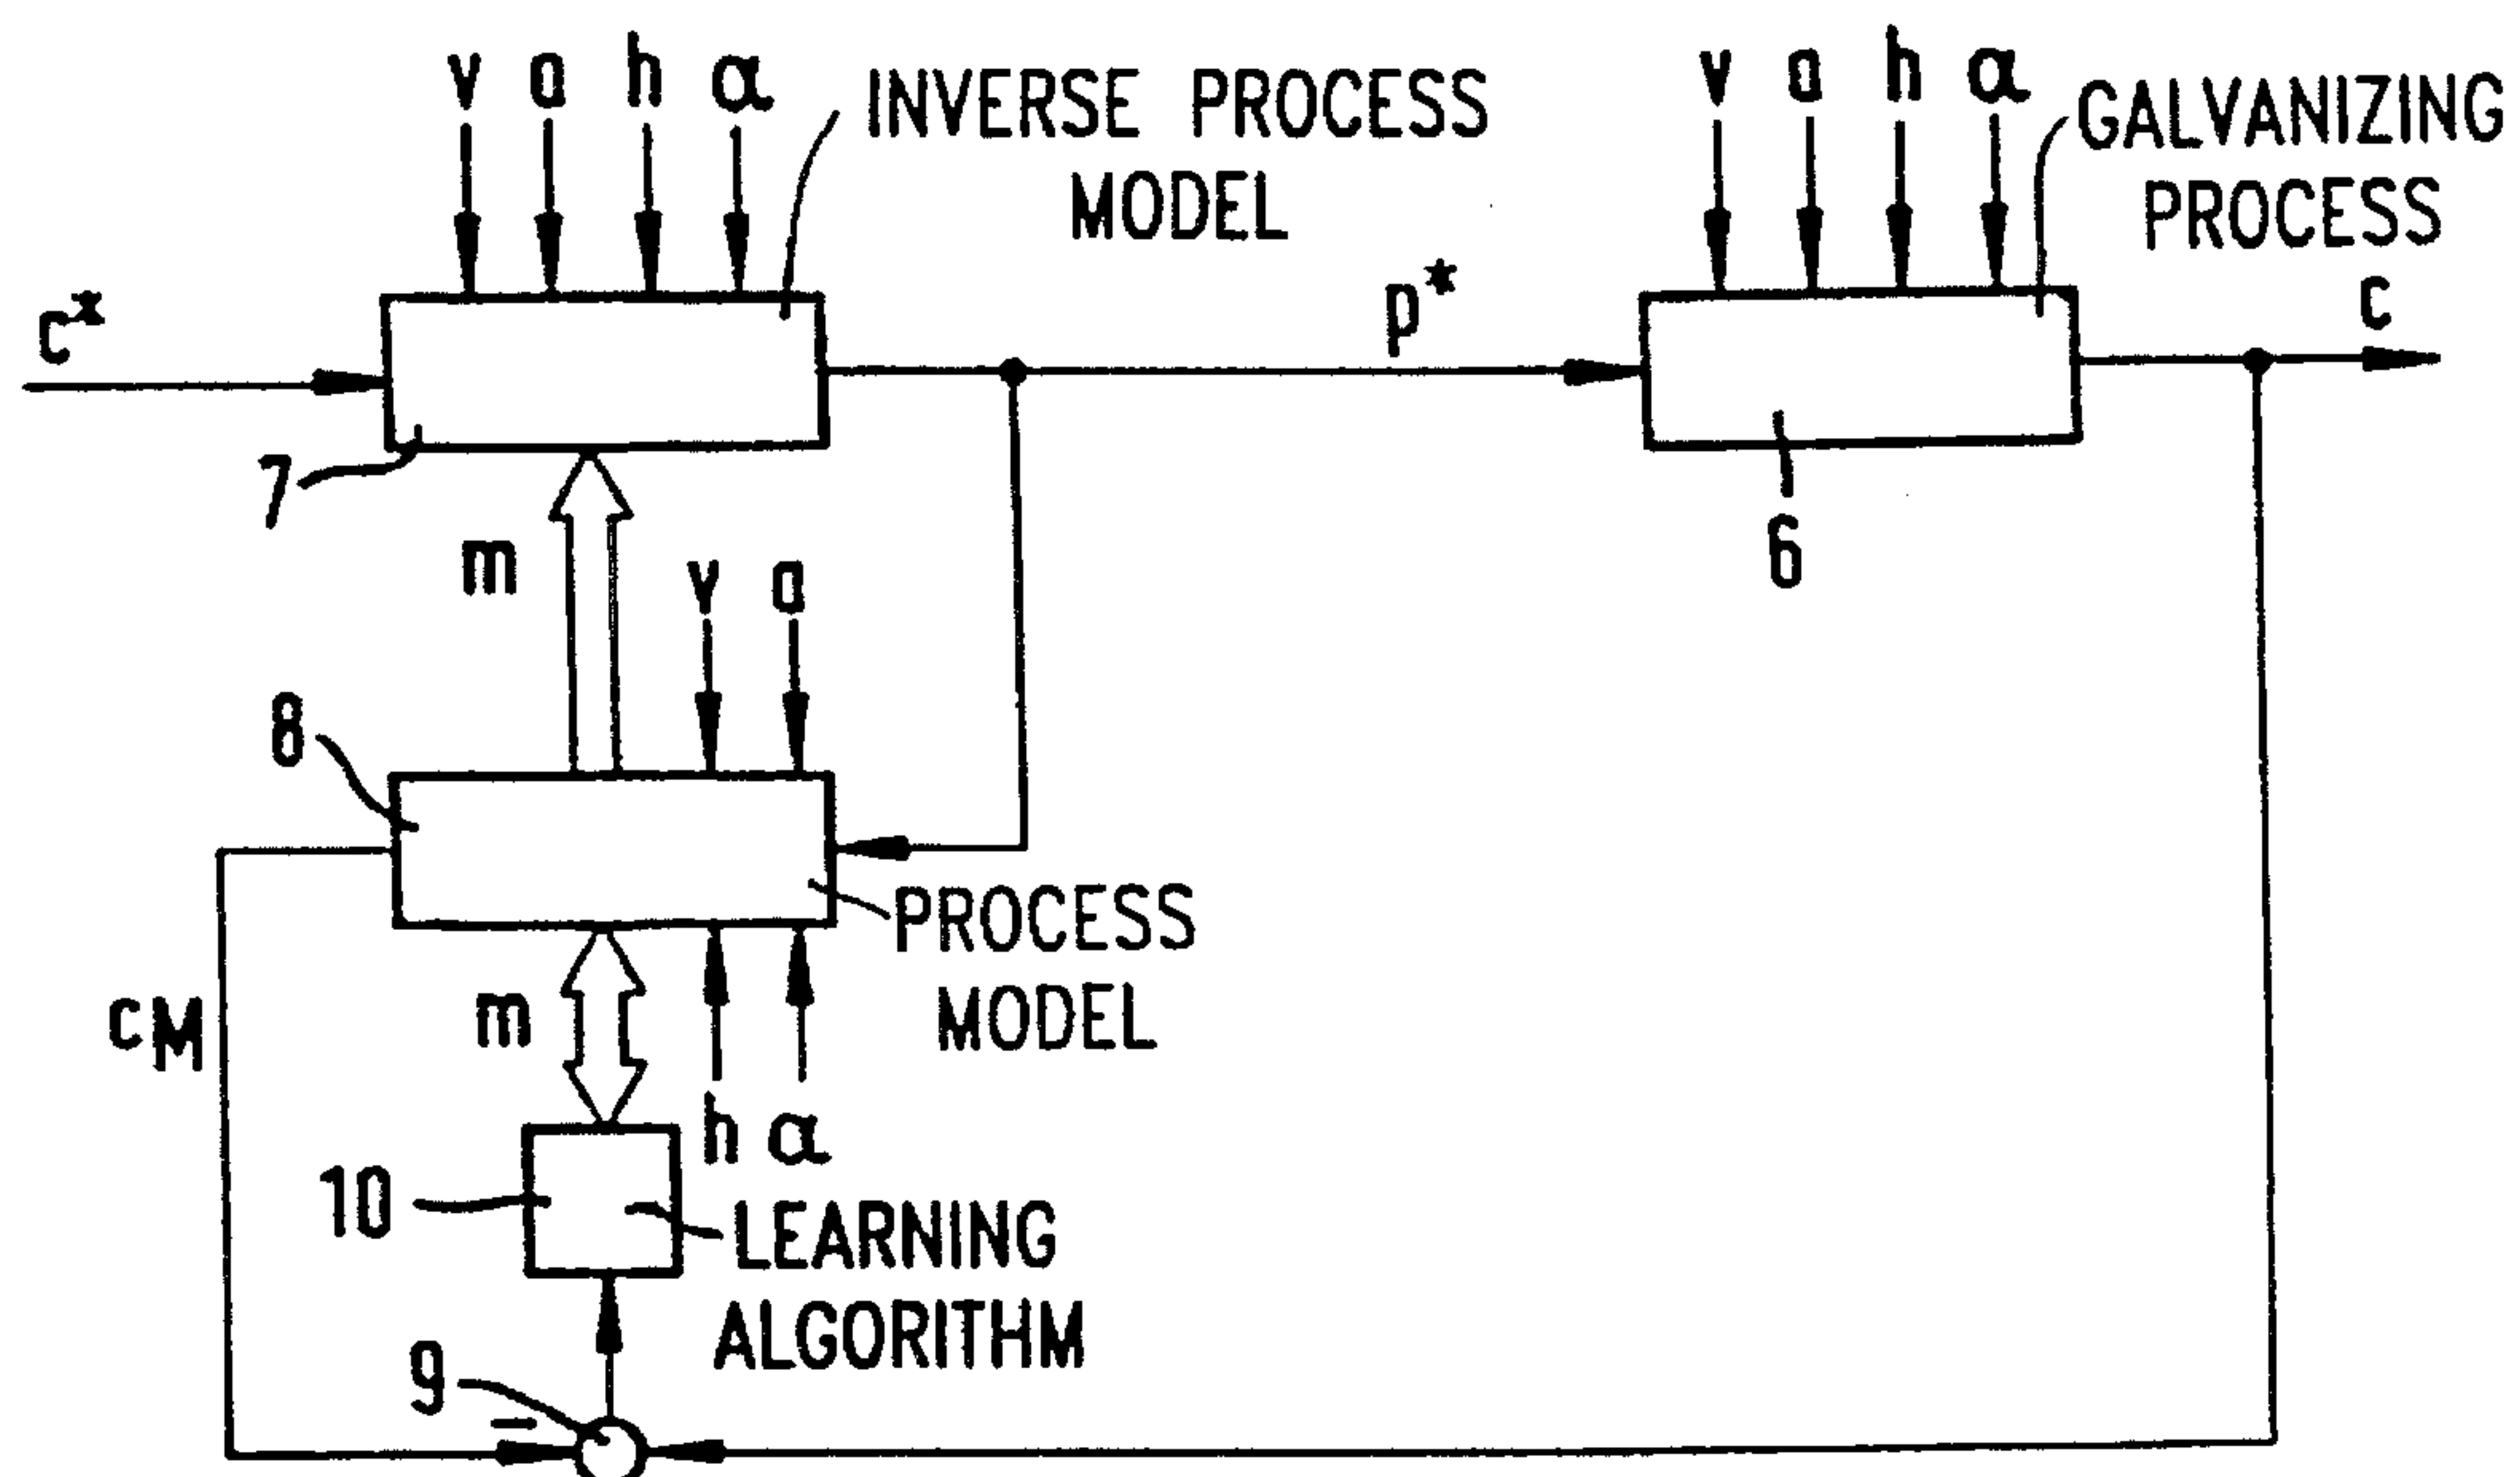 v a h α
INVERSE PROCESS
MODEL
v a h α
GALVANIZING
PROCESS
c*
p*
c
7
6
m
v a
8
PROCESS
MODEL
cM
m
h α
10
LEARNING
ALGORITHM
9
–